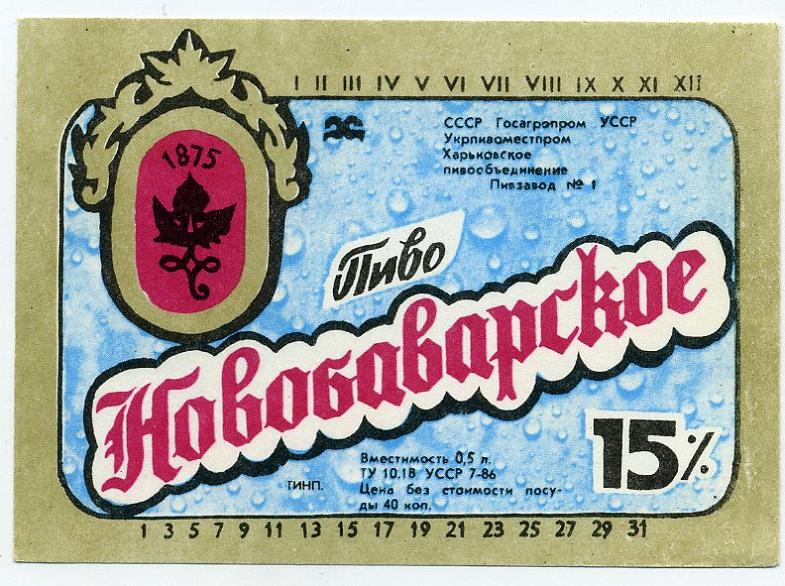 I II III IV V VI VII VIII IX X XI XII
1875
СССР Госагропром УССР
Укрпивоместпром
Харьковское
пивообъединение
Пивзавод № 1
Пиво
Новобаварское
15%
Вместимость 0,5 л.
ТУ 10.18 УССР 7-86
Цена без стоимости посу-
ды 40 коп.
ТИНП.
1 3 5 7 9 11 13 15 17 19 21 23 25 27 29 31